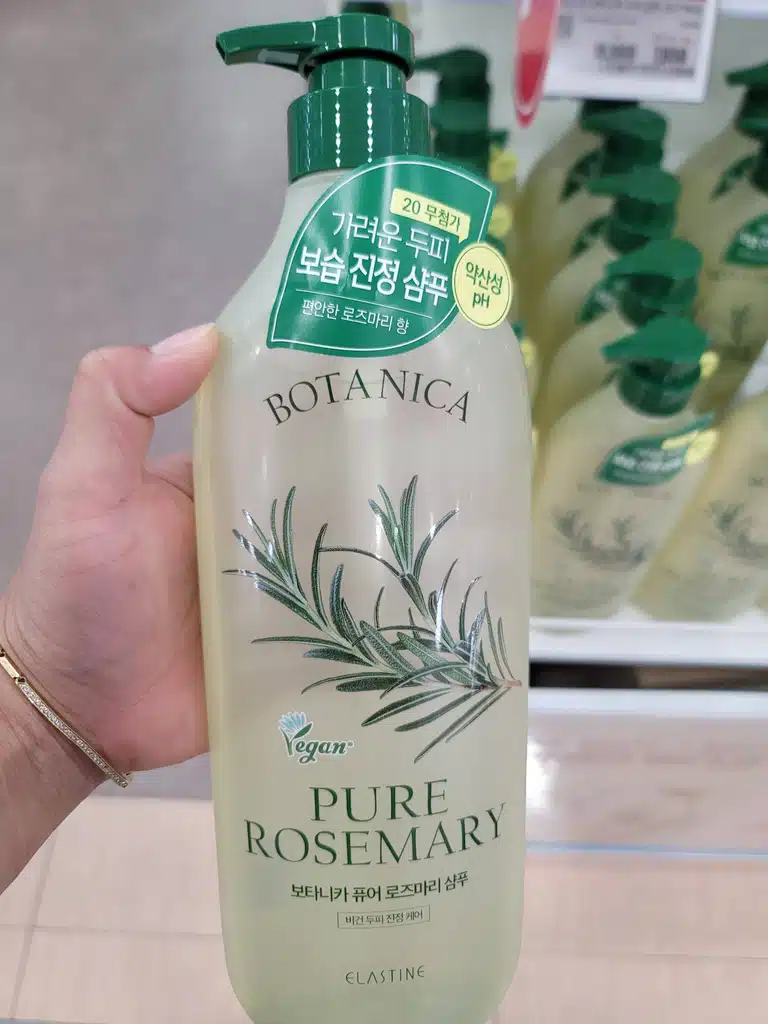 20 무첨가
가려운 두피
보습 진정 샴푸
편안한 로즈마리 향
약산성
pH
BOTANICA
Vegan
PURE
ROSEMARY
보타니카 퓨어 로즈마리 샴푸
비건 두피 진정 케어
ELASTINE